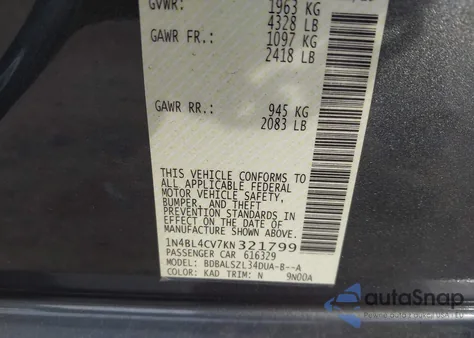 GVWR: 1963 KG
4328 LB
GAWR FR.: 1097 KG
2418 LB
GAWR RR.: 945 KG
2083 LB
THIS VEHICLE CONFORMS TO
ALL APPLICABLE FEDERAL
MOTOR VEHICLE SAFETY,
BUMPER, AND THEFT
PREVENTION STANDARDS IN
EFFECT ON THE DATE OF
MANUFACTURE SHOWN ABOVE.
1N4BL4CV7KN321799
PASSENGER CAR 616329
MODEL: BDBALSZL34DUA-B--A
COLOR: KAD TRIM: N 9N00A
autoSnap